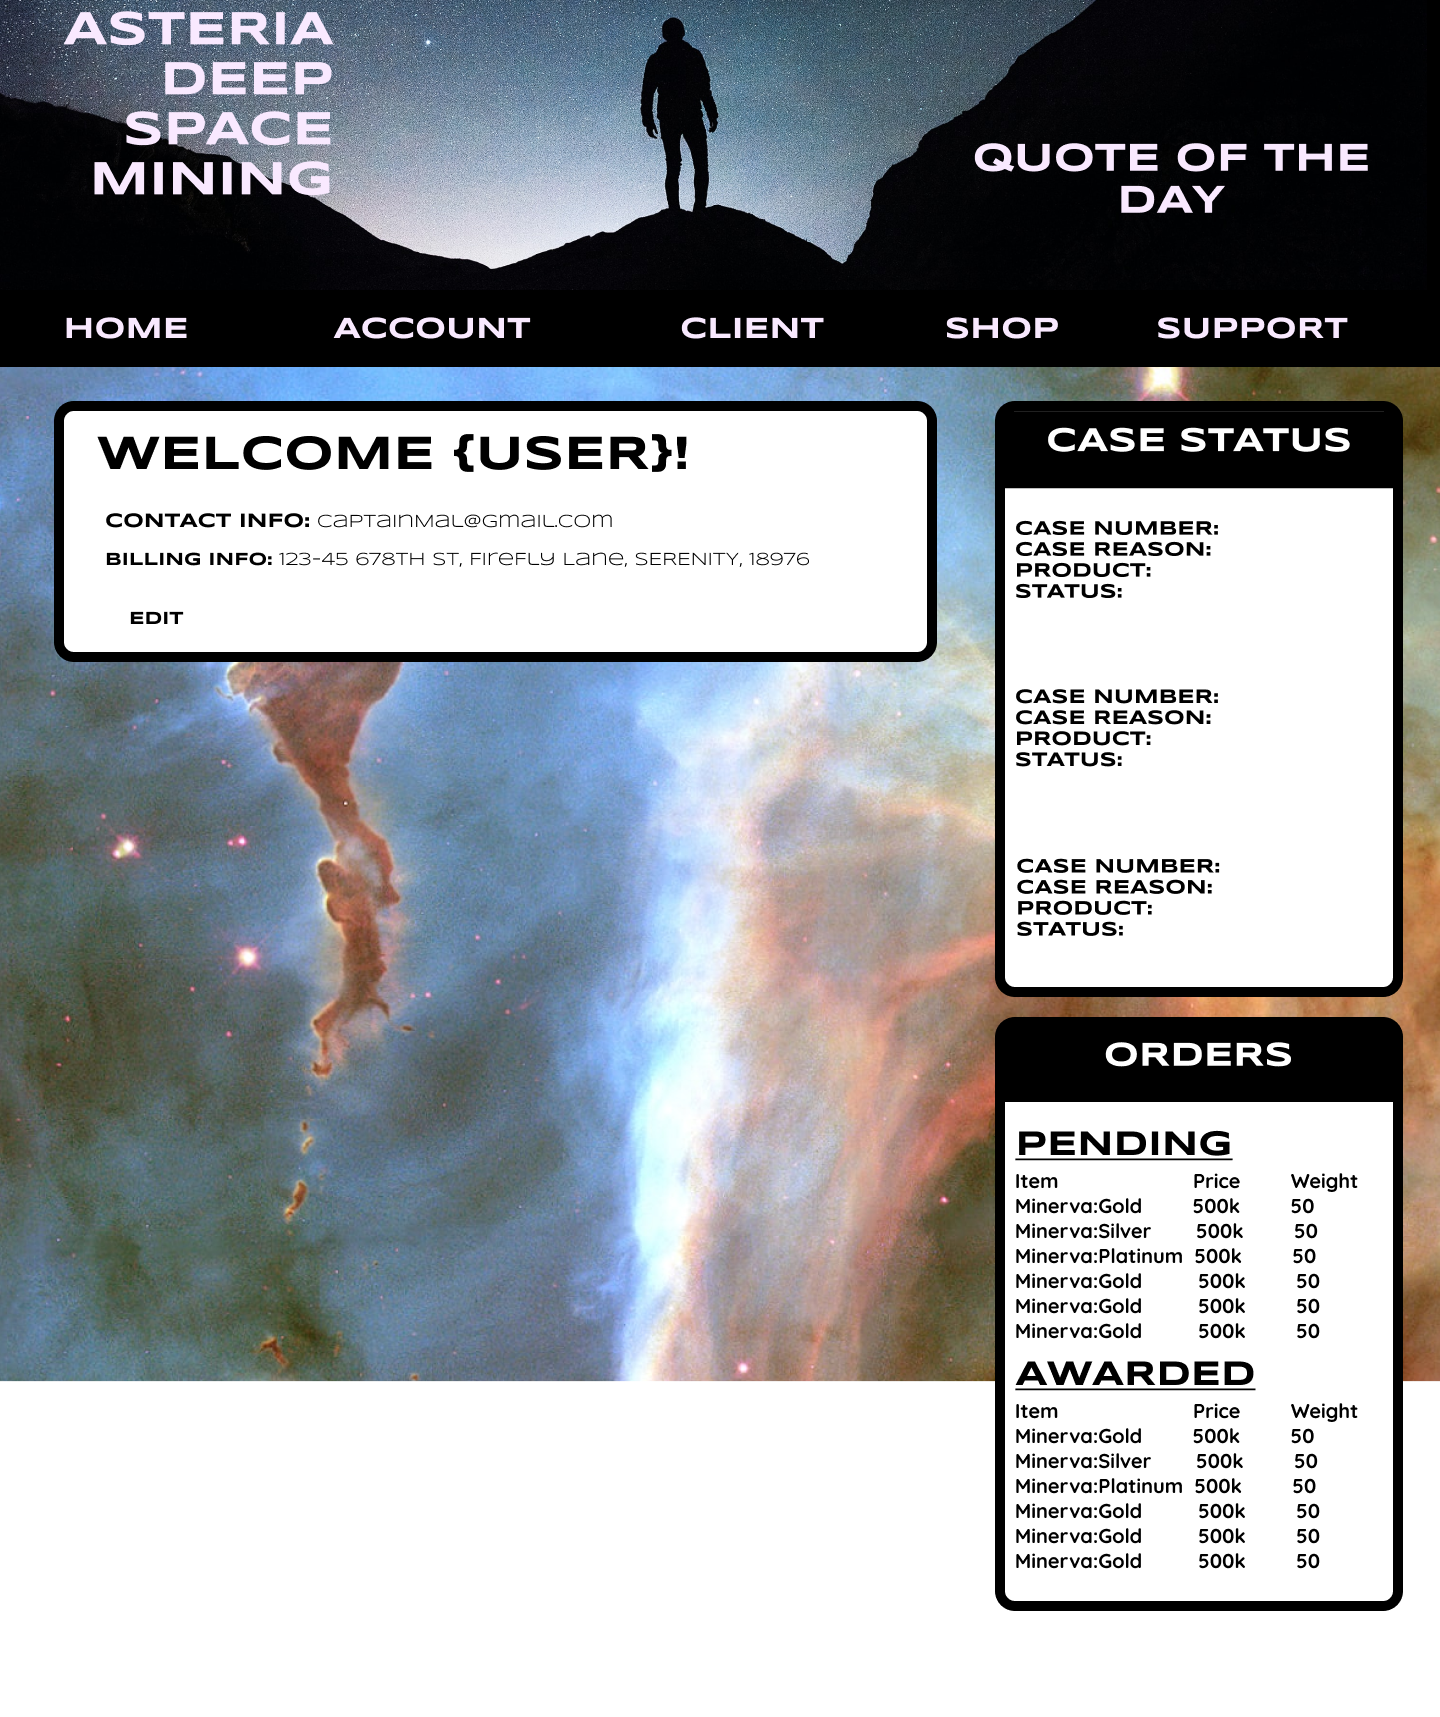 ASTERIA
DEEP
SPACE
MINING
QUOTE OF THE
DAY
HOME ACCOUNT CLIENT SHOP SUPPORT
WELCOME {USER}!
CONTACT INFO: captainmal@gmail.com
BILLING INFO: 123-45 678TH ST, Firefly Lane, SERENITY, 18976
EDIT
CASE STATUS
CASE NUMBER:
CASE REASON:
PRODUCT:
STATUS:
CASE NUMBER:
CASE REASON:
PRODUCT:
STATUS:
CASE NUMBER:
CASE REASON:
PRODUCT:
STATUS:
ORDERS
PENDING
Item Price Weight
Minerva:Gold 500k 50
Minerva:Silver 500k 50
Minerva:Platinum 500k 50
Minerva:Gold 500k 50
Minerva:Gold 500k 50
Minerva:Gold 500k 50
AWARDED
Item Price Weight
Minerva:Gold 500k 50
Minerva:Silver 500k 50
Minerva:Platinum 500k 50
Minerva:Gold 500k 50
Minerva:Gold 500k 50
Minerva:Gold 500k 50